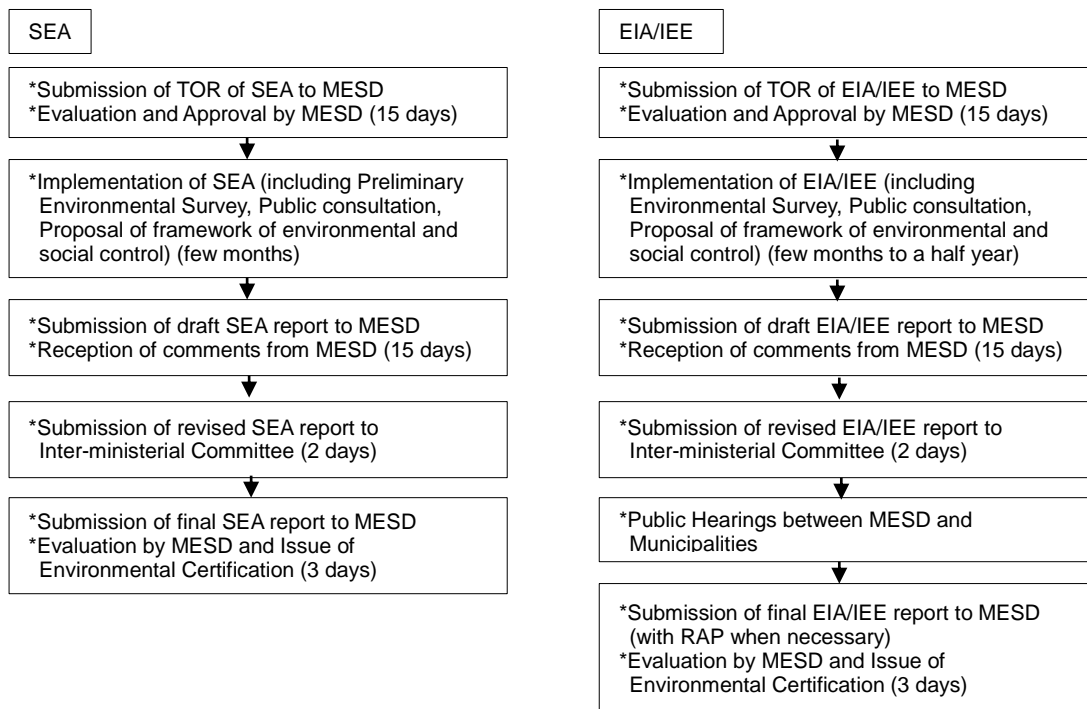 SEA
*Submission of TOR of SEA to MESD
*Evaluation and Approval by MESD (15 days)
*Implementation of SEA (including Preliminary
Environmental Survey, Public consultation,
Proposal of framework of environmental and
social control) (few months)
*Submission of draft SEA report to MESD
*Reception of comments from MESD (15 days)
*Submission of revised SEA report to
Inter-ministerial Committee (2 days)
*Submission of final SEA report to MESD
*Evaluation by MESD and Issue of
Environmental Certification (3 days)
EIA/IEE
*Submission of TOR of EIA/IEE to MESD
*Evaluation and Approval by MESD (15 days)
*Implementation of EIA/IEE (including
Environmental Survey, Public consultation,
Proposal of framework of environmental and
social control) (few months to a half year)
*Submission of draft EIA/IEE report to MESD
*Reception of comments from MESD (15 days)
*Submission of revised EIA/IEE report to
Inter-ministerial Committee (2 days)
*Public Hearings between MESD and
Municipalities
*Submission of final EIA/IEE report to MESD
(with RAP when necessary)
*Evaluation by MESD and Issue of
Environmental Certification (3 days)